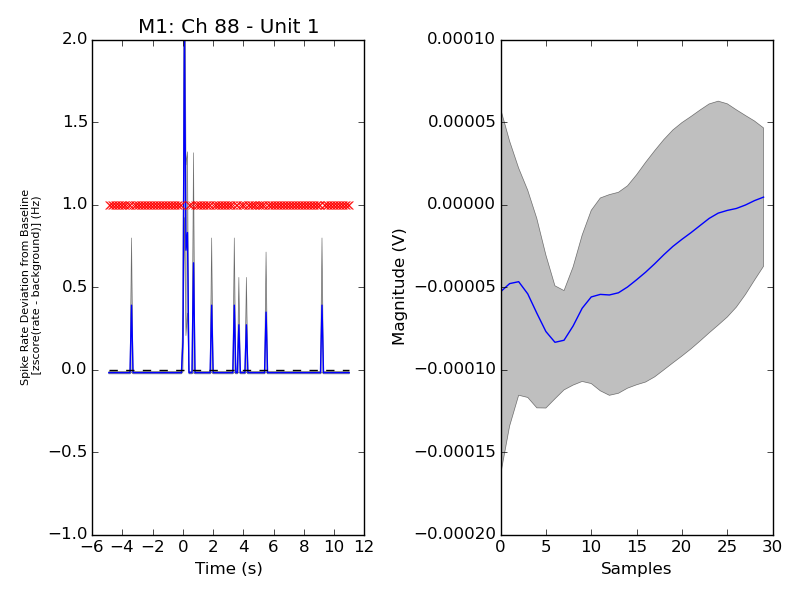 M1: Ch 88 - Unit 1
2.0
1.5
1.0
0.5
0.0
−0.5
−1.0
−6 −4 −2 0 2 4 6 8 10 12
Time (s)
Spike Rate Deviation from Baseline
[zscore(rate - background)] (Hz)
0.00010
0.00005
0.00000
−0.00005
−0.00010
−0.00015
−0.00020
0 5 10 15 20 25 30
Samples
Magnitude (V)